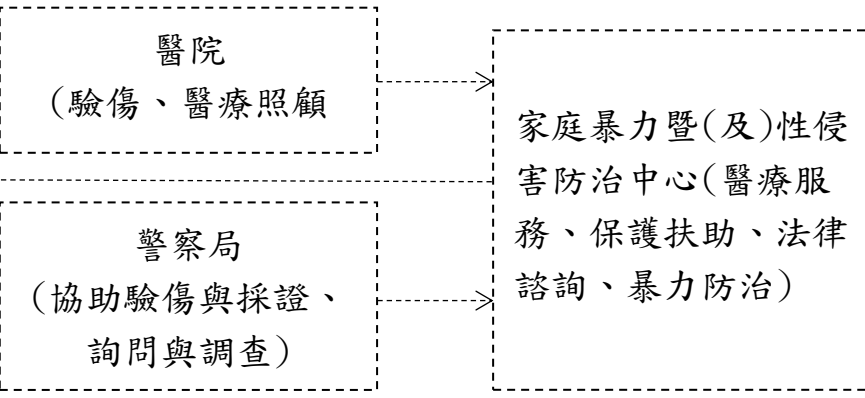 醫院
(驗傷、醫療照顧
警察局
(協助驗傷與採證、
詢問與調查)
家庭暴力暨(及)性侵
害防治中心(醫療服
務、保護扶助、法律
諮詢、暴力防治)